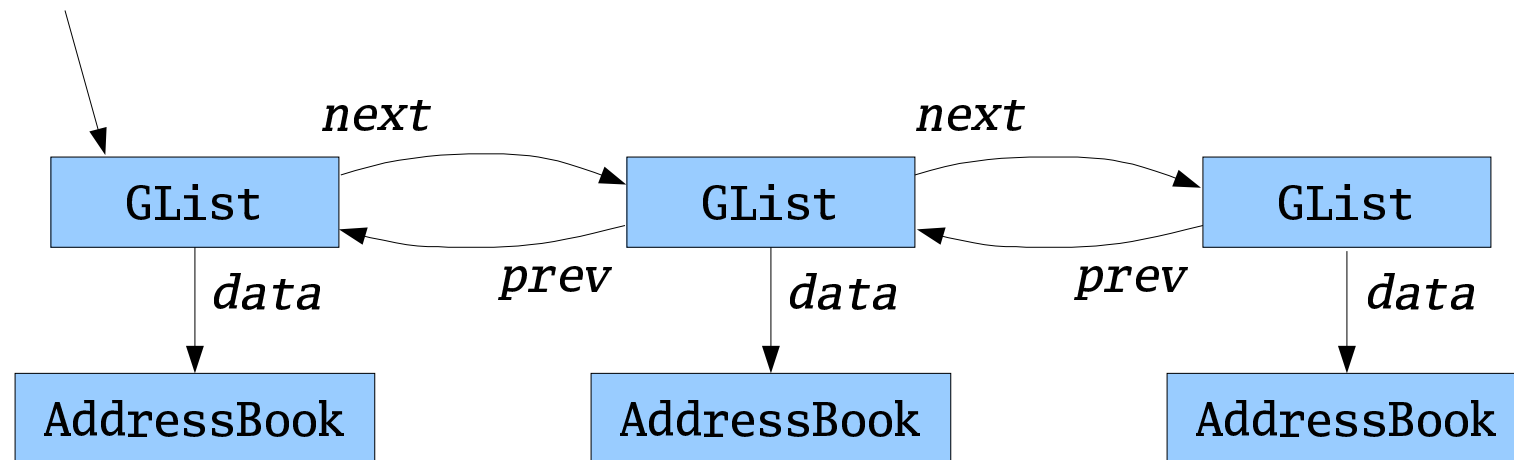 next next
GList GList GList
prev prev
data data data
AddressBook AddressBook AddressBook